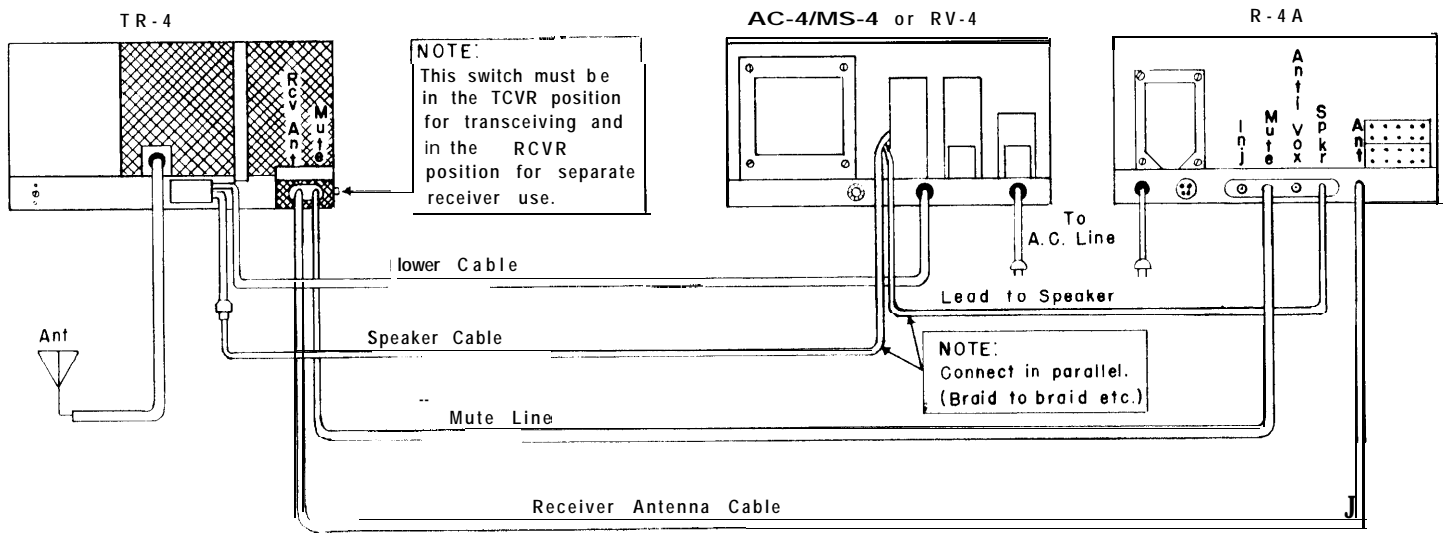 TR-4
AC-4/MS-4 or RV-4
R-4A
Rcv Ant
Mute
NOTE:
This switch must be
in the TCVR position
for transceiving and
in the RCVR
position for separate
receiver use.
Inj
Mute
Anti Vox
Spkr
Ant
To
A.C. Line
lower Cable
Lead to Speaker
Ant
Speaker Cable
NOTE:
Connect in parallel.
(Braid to braid etc.)
Mute Line
Receiver Antenna Cable
J